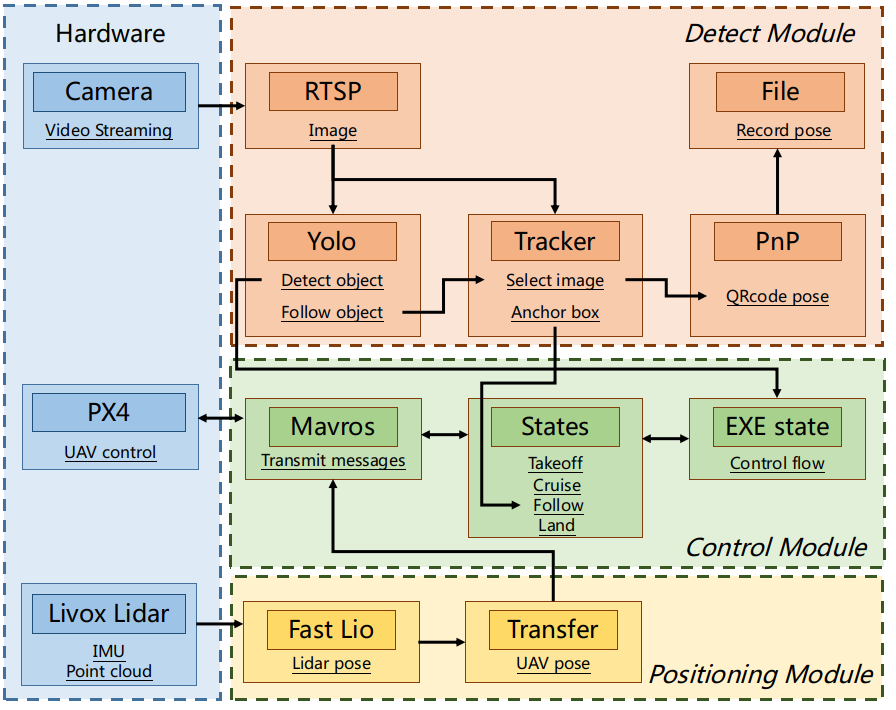 Hardware
Camera
Video Streaming
PX4
UAV control
Livox Lidar
IMU
Point cloud
Detect Module
RTSP
Image
File
Record pose
Yolo
Detect object
Follow object
Tracker
Select image
Anchor box
PnP
QRcode pose
Mavros
Transmit messages
States
Takeoff
Cruise
Follow
Land
EXE state
Control flow
Control Module
Fast Lio
Lidar pose
Transfer
UAV pose
Positioning Module